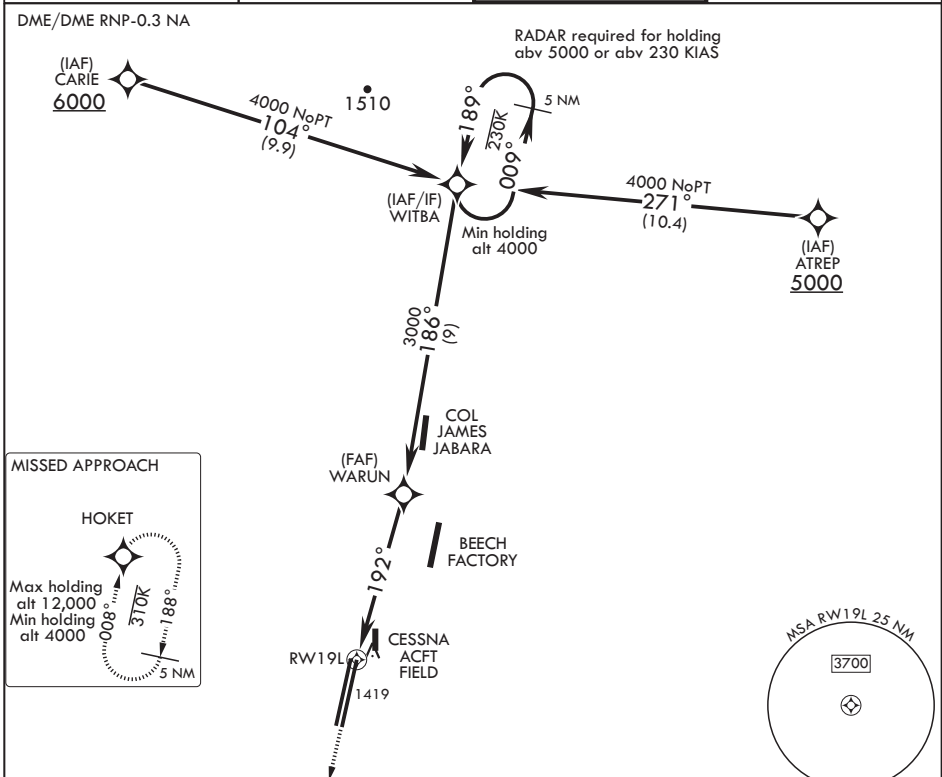 DME/DME RNP-0.3 NA
RADAR required for holding
abv 5000 or abv 230 KIAS
(IAF)
CARIE
6000
1510
4000 NoPT
104°
(9.9)
189°
230K
009°
5 NM
(IAF/IF)
WITBA
Min holding
alt 4000
4000 NoPT
271°
(10.4)
(IAF)
ATREP
5000
3000
186°
(9)
COL
JAMES
JABARA
(FAF)
WARUN
BEECH
FACTORY
192°
CESSNA
ACFT
FIELD
RW19L
1419
MISSED APPROACH
HOKET
Max holding
alt 12,000
Min holding
alt 4000
008°
310K
188°
5 NM
MSA RW19L 25 NM
3700